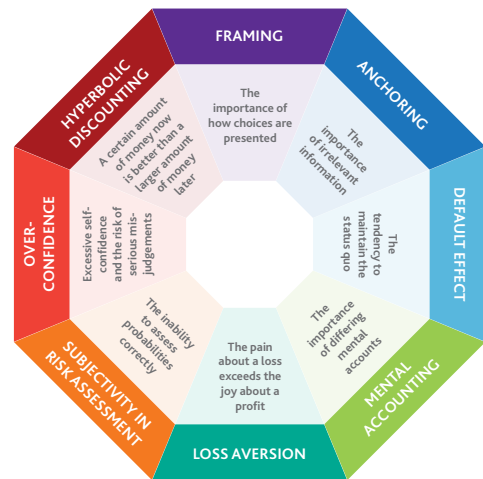 FRAMING
The
importance of
how choices are
presented
ANCHORING
The
importance
of irrelevant
information
DEFAULT EFFECT
The
tendency to
maintain the
status quo
MENTAL
ACCOUNTING
The
importance
of differing
mental
accounts
LOSS AVERSION
The pain
about a loss
exceeds the
joy about a
profit
SUBJECTIVITY IN
RISK ASSESSMENT
The inability
to assess
probabilities
correctly
OVER-
CONFIDENCE
Excessive self-
confidence
and the risk of
serious mis-
judgements
HYPERBOLIC
DISCOUNTING
A certain amount
of money now
is better than a
larger amount
of money
later